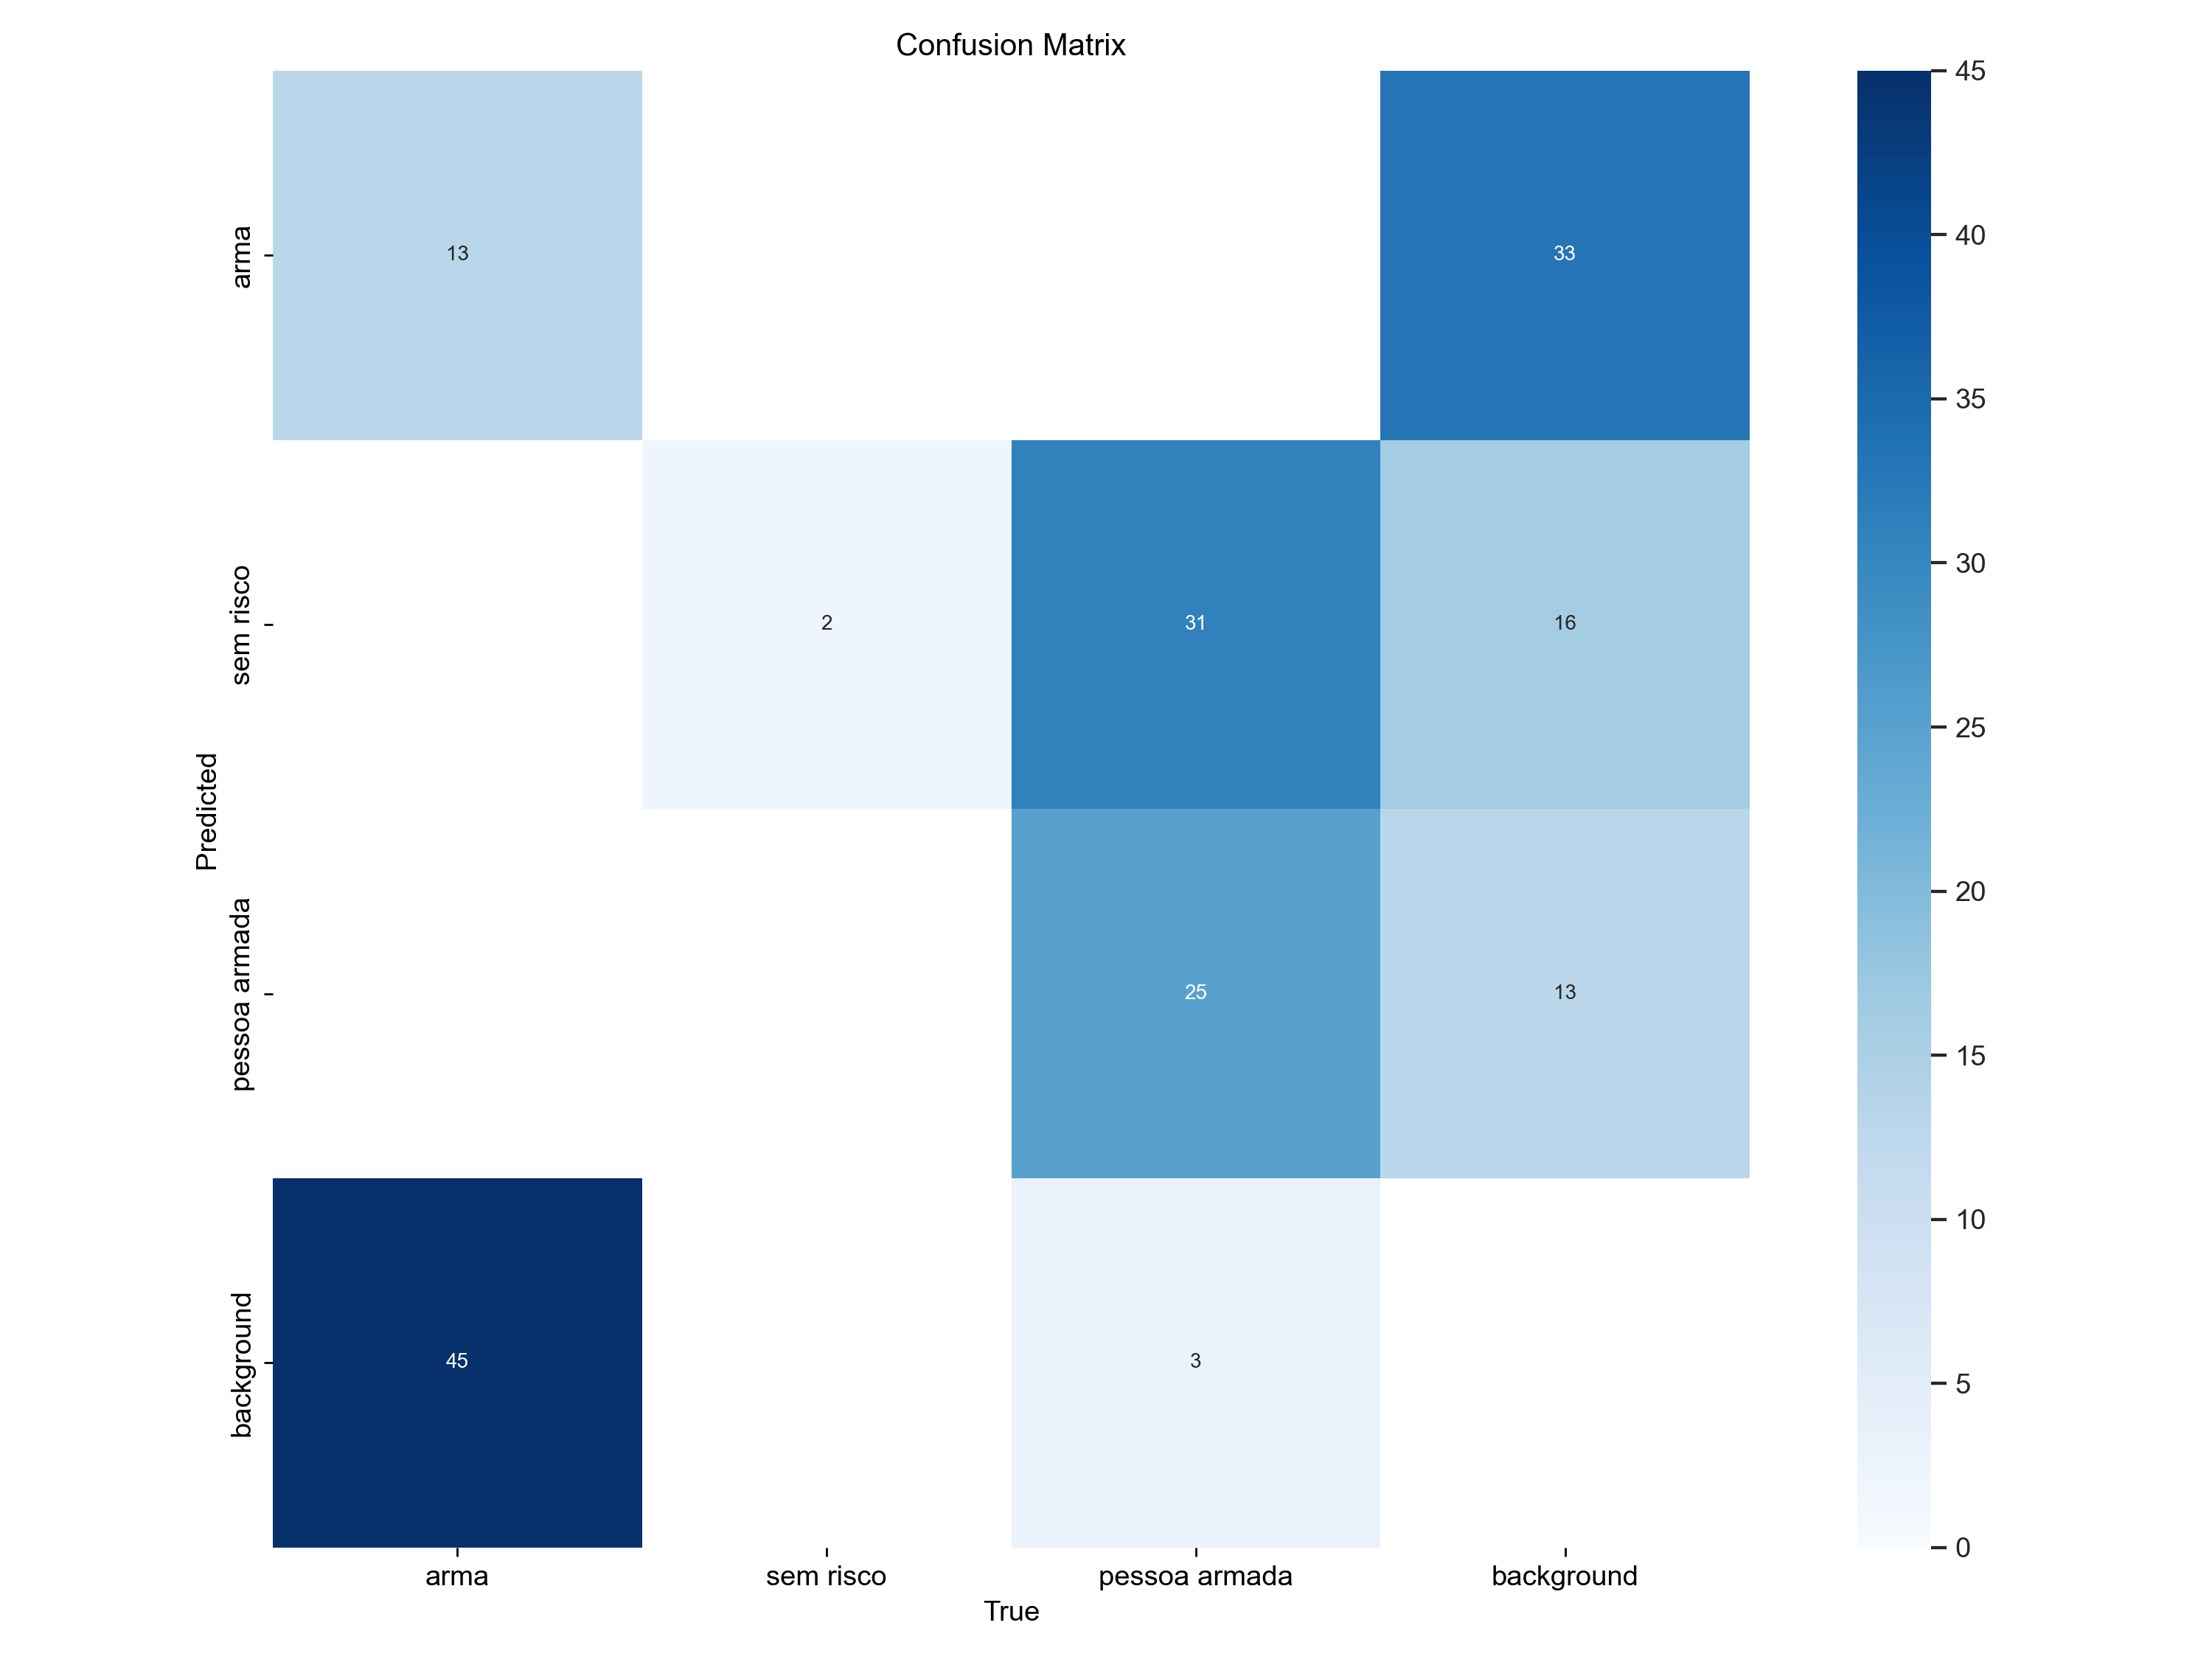 Confusion Matrix
45
40
35
30
25
20
15
10
5
0
Predicted
arma
13
33
sem risco
2
31
16
pessoa armada
25
13
background
45
3
arma
sem risco
pessoa armada
background
True